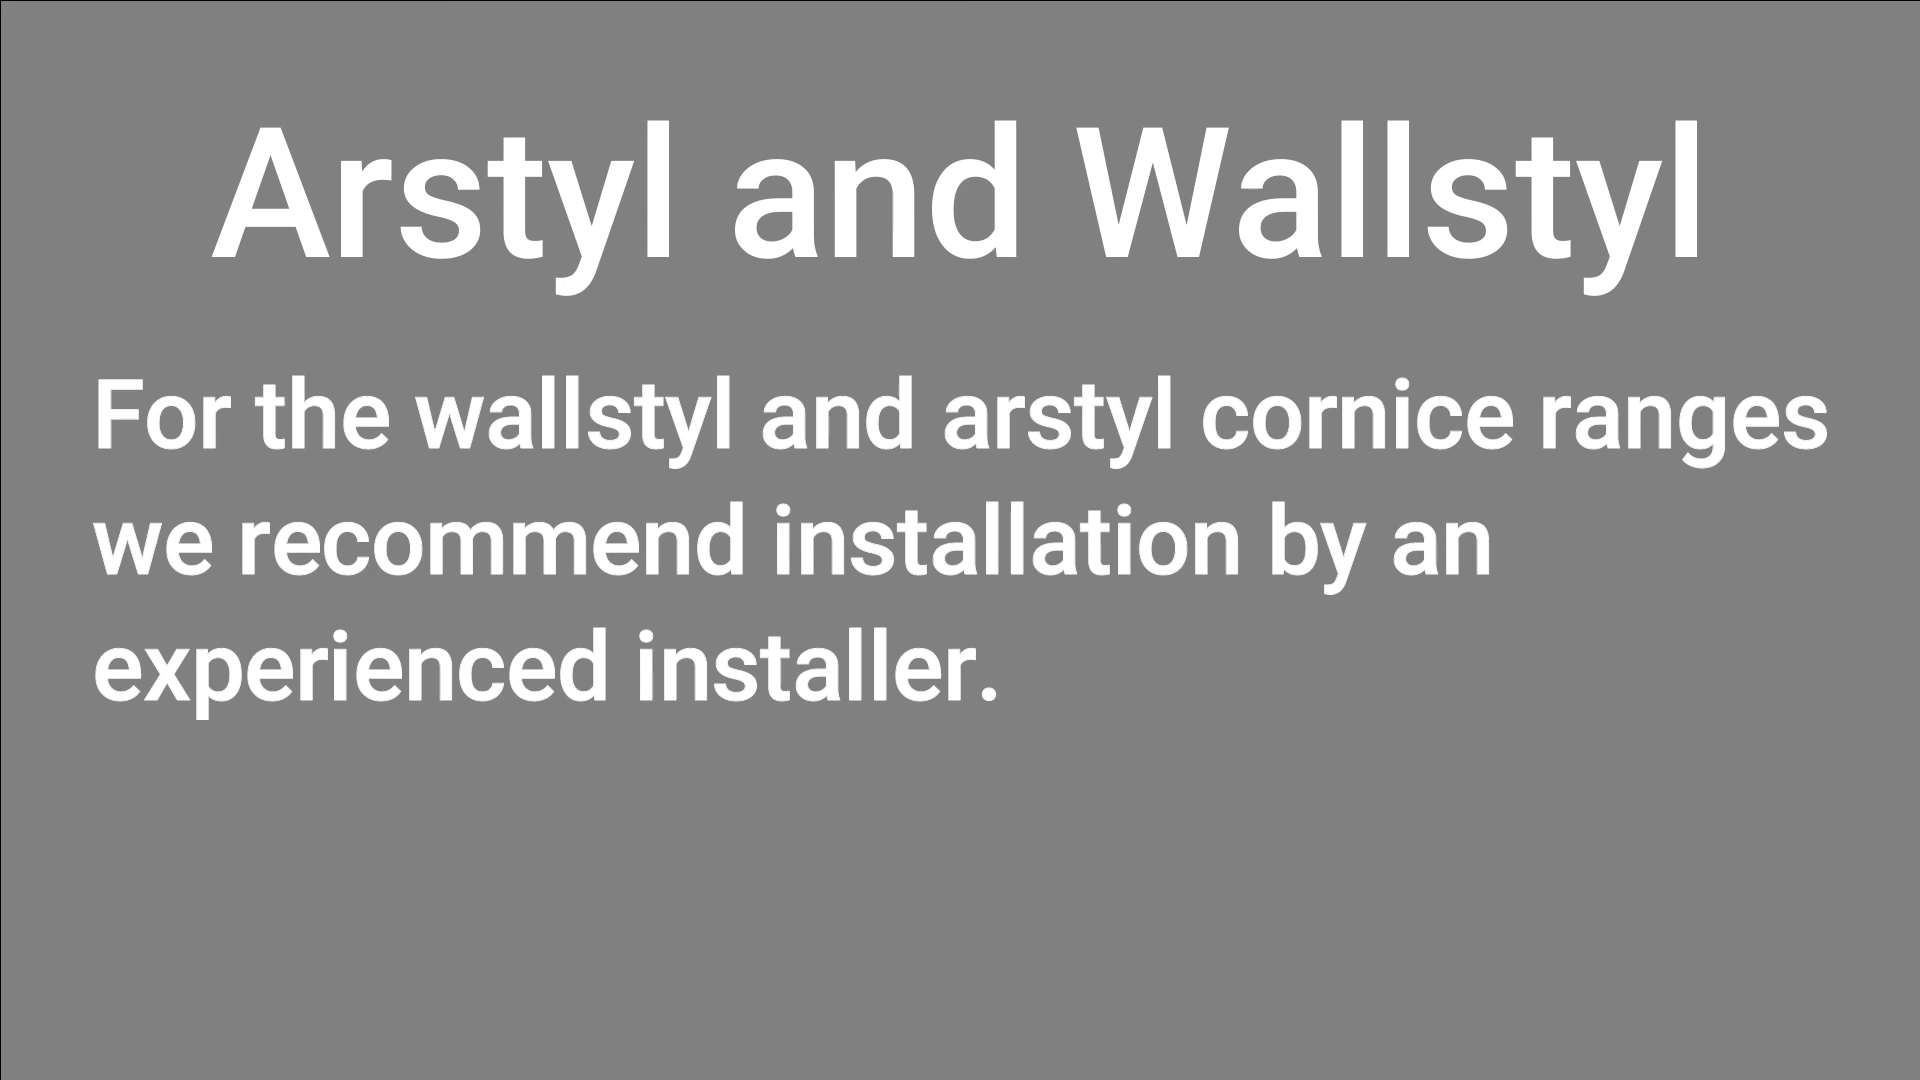 Arstyl and Wallstyl
For the wallstyl and arstyl cornice ranges
we recommend installation by an
experienced installer.